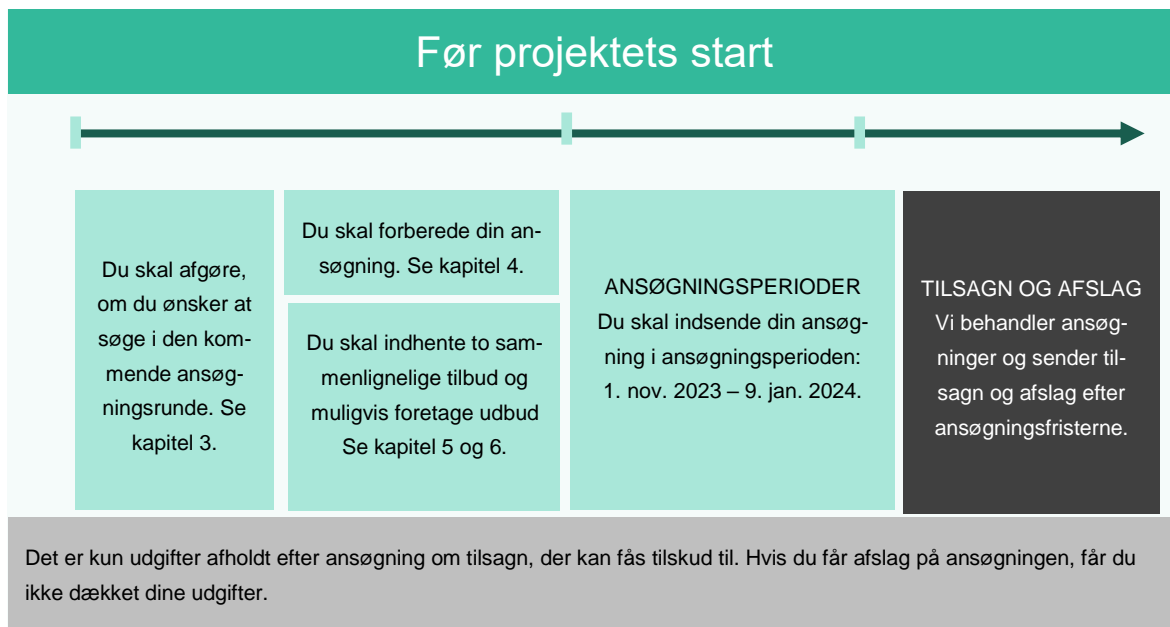 Før projektets start
Du skal afgøre,
om du ønsker at
søge i den kom-
mende ansøg-
ningsrunde. Se
kapitel 3.
Du skal forberede din an-
søgning. Se kapitel 4.
Du skal indhente to sam-
menlignelige tilbud og
muligvis foretage udbud
Se kapitel 5 og 6.
ANSØGNINGSPERIODER
Du skal indsende din ansøg-
ning i ansøgningsperioden:
1. nov. 2023 – 9. jan. 2024.
TILSAGN OG AFSLAG
Vi behandler ansøg-
ninger og sender til-
sagn og afslag efter
ansøgningsfristerne.
Det er kun udgifter afholdt efter ansøgning om tilsagn, der kan fås tilskud til. Hvis du får afslag på ansøgningen, får du
ikke dækket dine udgifter.